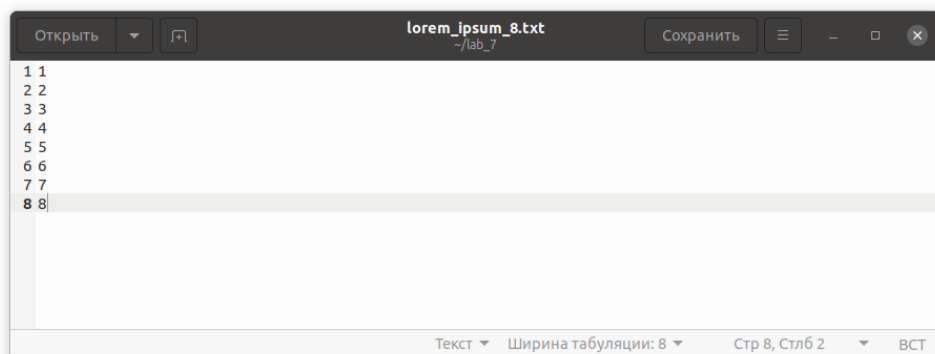 Открыть
lorem_ipsum_8.txt
~/lab_7
Сохранить
1 1
2 2
3 3
4 4
5 5
6 6
7 7
8 8
Текст Ширина табуляции: 8 Стр 8, Стлб 2 ВСТ